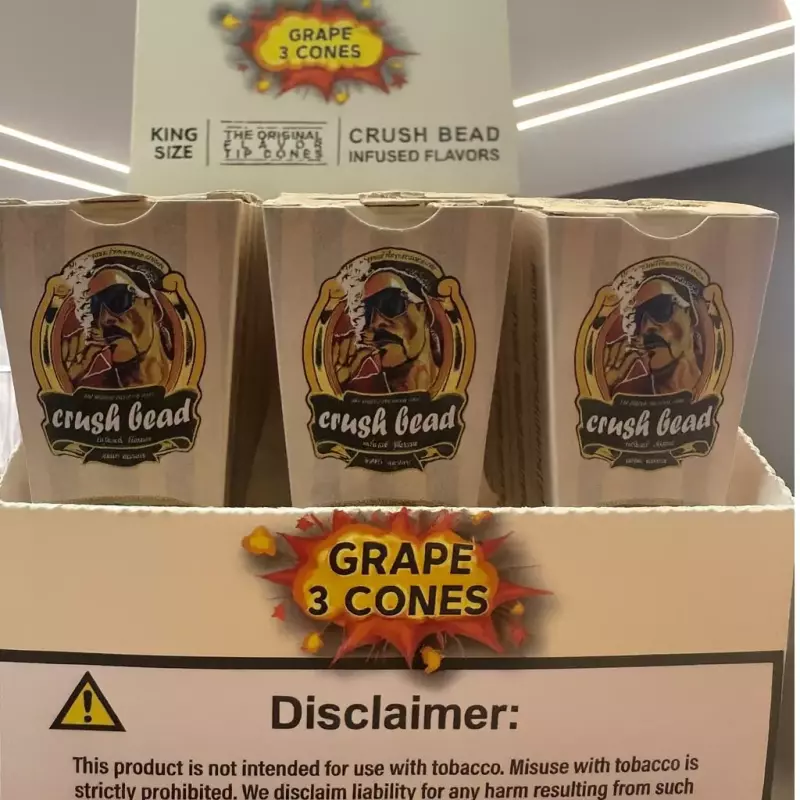 GRAPE
3 CONES
KING
SIZE
THE ORIGINAL
FLAVOR
TIP CONES
CRUSH BEAD
INFUSED FLAVORS
crush bead
crush bead
crush bead
GRAPE
3 CONES
Disclaimer:
This product is not intended for use with tobacco. Misuse with tobacco is
strictly prohibited. We disclaim liability for any harm resulting from such